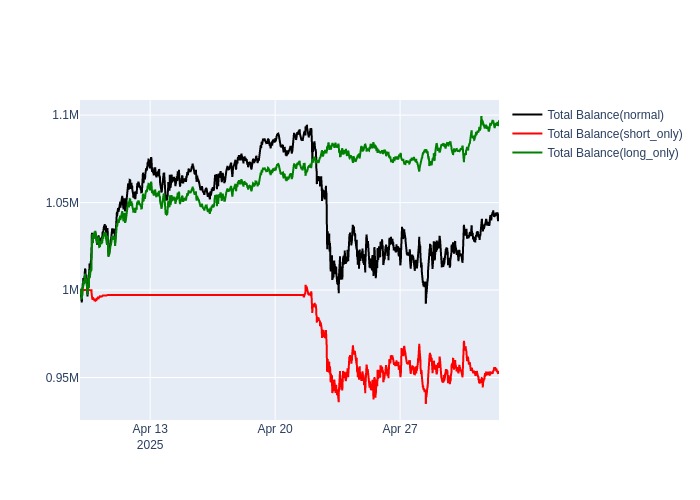 1.1M
1.05M
1M
0.95M
Apr 13
2025
Apr 20
Apr 27
Total Balance(normal)
Total Balance(short_only)
Total Balance(long_only)